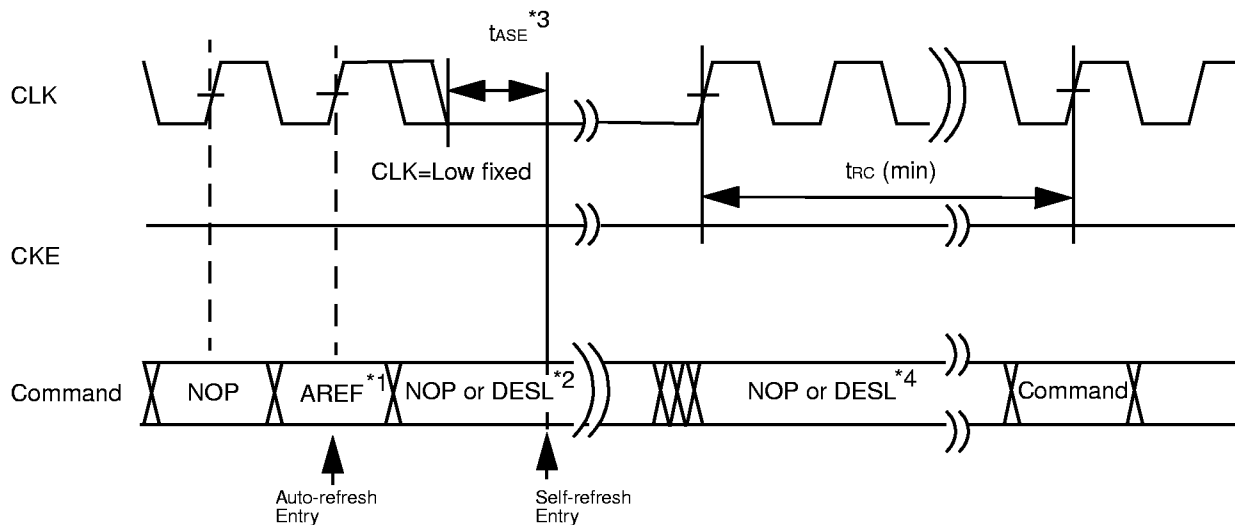 tASE*3
CLK
CLK=Low fixed
tRC (min)
CKE
Command
NOP
AREF*1
NOP or DESL*2
NOP or DESL*4
Command
Auto-refresh
Entry
Self-refresh
Entry